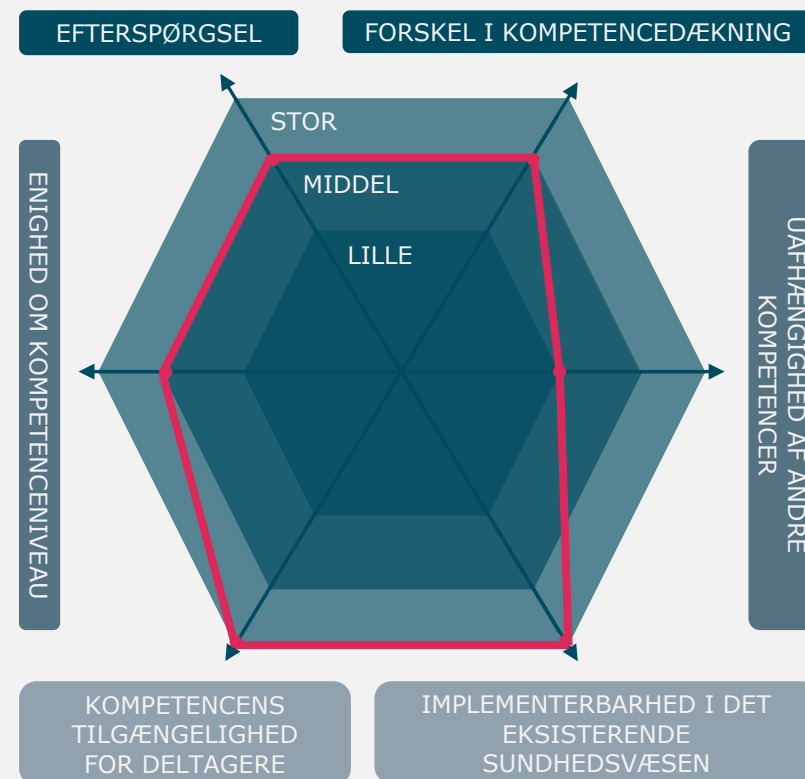 EFTERSPØRGSEL
FORSKEL I KOMPETENCEDÆKNING
STOR
MIDDEL
LILLE
ENIGHED OM KOMPETENCENIVEAU
UAFHÆNGIGHED AF ANDRE
KOMPETENCER
KOMPETENCENS
TILGÆNGELIGHED
FOR DELTAGERE
IMPLEMENTERBARHED I DET
EKSISTERENDE
SUNDHEDSVÆSEN